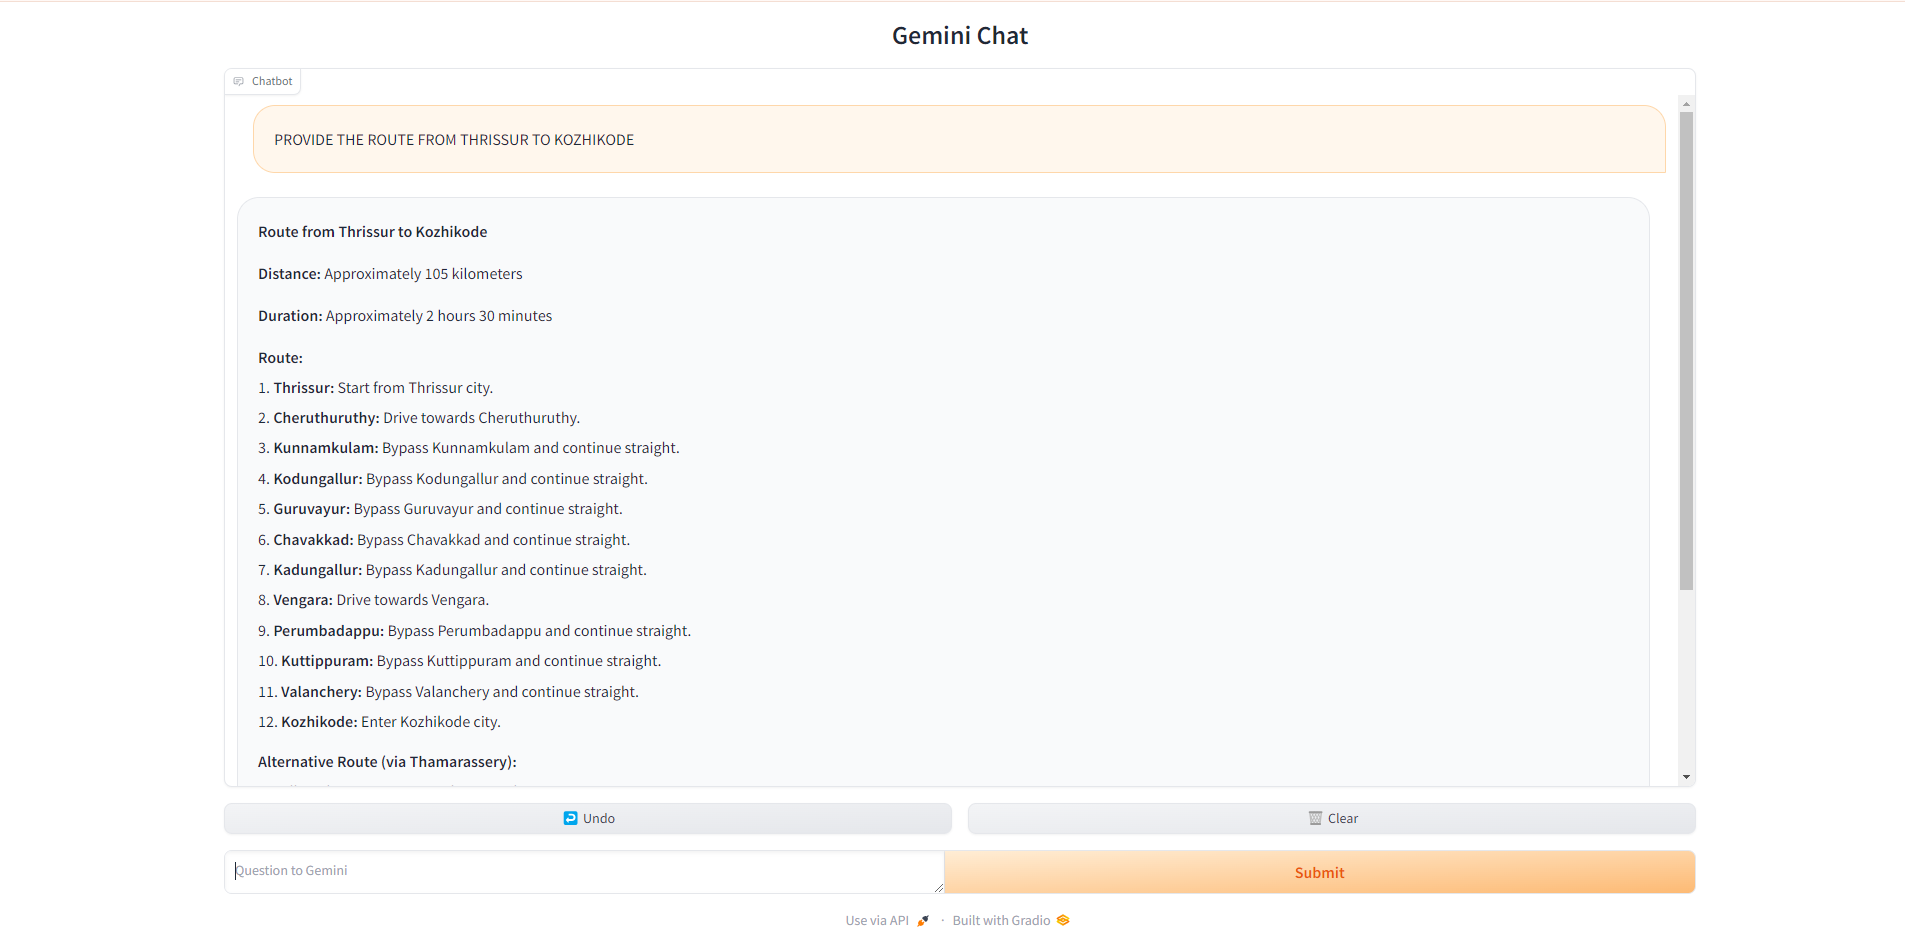 Gemini Chat
Chatbot
PROVIDE THE ROUTE FROM THRISSUR TO KOZHIKODE
Route from Thrissur to Kozhikode
Distance: Approximately 105 kilometers
Duration: Approximately 2 hours 30 minutes
Route:
1. Thrissur: Start from Thrissur city.
2. Cheruthuruthy: Drive towards Cheruthuruthy.
3. Kunnamkulam: Bypass Kunnamkulam and continue straight.
4. Kodungallur: Bypass Kodungallur and continue straight.
5. Guruvayur: Bypass Guruvayur and continue straight.
6. Chavakkad: Bypass Chavakkad and continue straight.
7. Kadungallur: Bypass Kadungallur and continue straight.
8. Vengara: Drive towards Vengara.
9. Perumbadappu: Bypass Perumbadappu and continue straight.
10. Kuttippuram: Bypass Kuttippuram and continue straight.
11. Valanchery: Bypass Valanchery and continue straight.
12. Kozhikode: Enter Kozhikode city.
Alternative Route (via Thamarassery):
Undo
Clear
Question to Gemini
Submit
Use via API · Built with Gradio